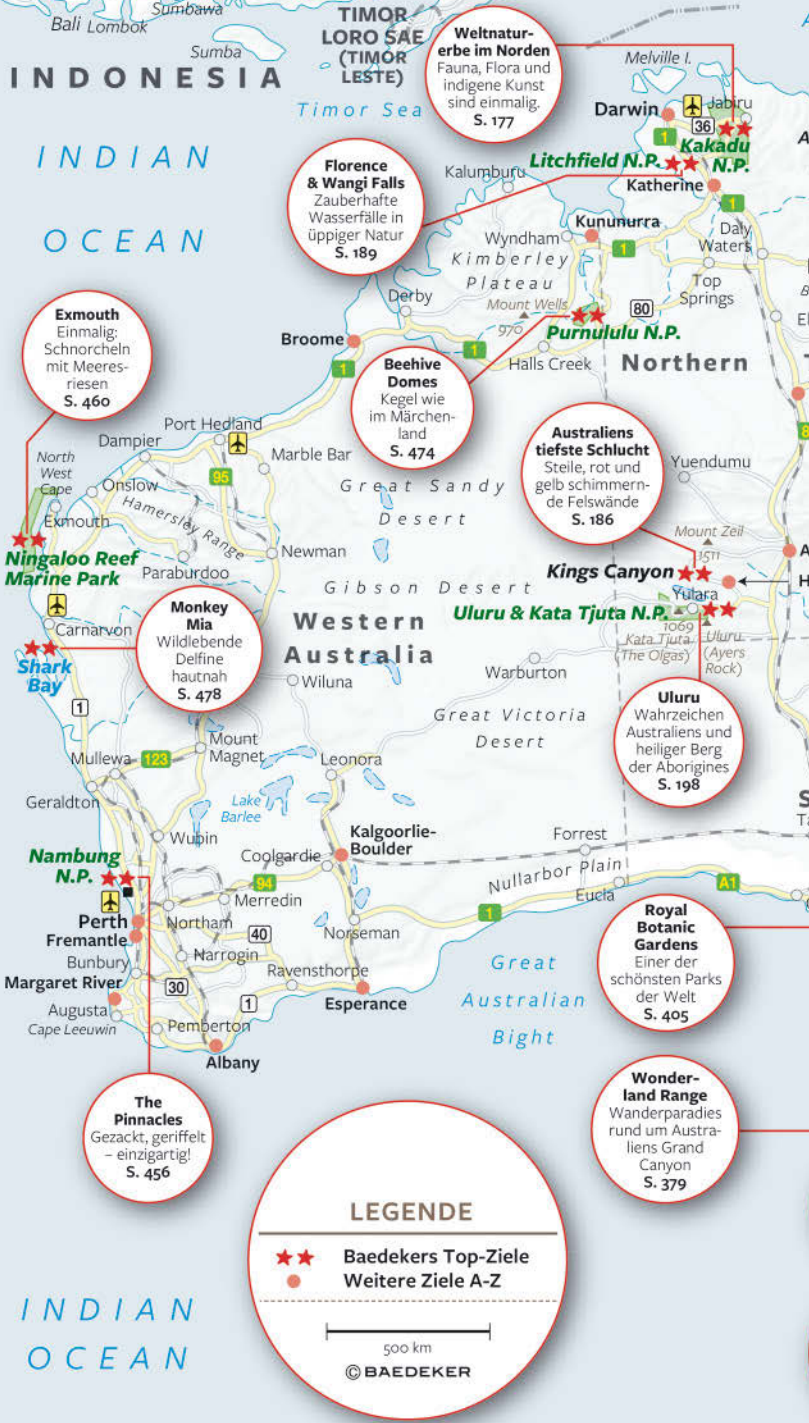 Sumbawa
Bali Lombok
Sumba
INDONESIA
TIMOR
LORO SAE
(TIMOR
LESTE)
Timor Sea
Weltnatur-
erbe im Norden
Fauna, Flora und
indigene Kunst
sind einmalig.
S. 177
Melville I.
Darwin
36
Jabiru
1
Kakadu
N.P.
Litchfield N.P.
Katherine
INDIAN
OCEAN
Florence
& Wangi Falls
Zauberhafte
Wasserfälle in
üppiger Natur
S. 189
Kalumburu
1
Kununurra
Wyndham
1
Daly
Waters
Kimberley
Plateau
Top
Springs
Derby
Mount Wells
970
80
Purnululu N.P.
Exmouth
Einmalig:
Schnorcheln
mit Meeres-
riesen
S. 460
Broome
1
1
Halls Creek
Northern
Beehive
Domes
Kegel wie
im Märchen-
land
S. 474
Port Hedland
Dampier
Marble Bar
Australiens
tiefste Schlucht
Steile, rot und
gelb schimmern-
de Felswände
S. 186
8
North
West
Cape
Onslow
95
Great Sandy
Desert
Yuendumu
Exmouth
Hamersley Range
Mount Zeil
1511
Ningaloo Reef
Marine Park
Newman
Paraburdoo
Gibson Desert
Kings Canyon
A
H
Yulara
Uluru & Kata Tjuta N.P.
1069
Kata Tjuta
(The Olgas)
Uluru
(Ayers
Rock)
Carnarvon
Monkey
Mia
Wildlebende
Delfine
hautnah
S. 478
Western
Australia
Shark
Bay
Wiluna
Warburton
1
Great Victoria
Desert
Uluru
Wahrzeichen
Australiens und
heiliger Berg
der Aborigines
S. 198
Mullewa
123
Mount
Magnet
Leonora
Geraldton
Lake
Barlee
Wubin
Kalgoorlie-
Boulder
Forrest
Nambung
N.P.
Coolgardie
94
Merredin
Nullarbor Plain
Eucla
A1
Perth
Fremantle
Northam
40
Norseman
1
Royal
Botanic
Gardens
Einer der
schönsten Parks
der Welt
S. 405
Bunbury
Narrogin
Margaret River
30
Ravensthorpe
Great
Australian
Bight
Augusta
Cape Leeuwin
1
Esperance
Pemberton
Albany
The
Pinnacles
Gezackt, geriffelt
– einzigartig!
S. 456
Wonder-
land Range
Wanderparadies
rund um Austra-
liens Grand
Canyon
S. 379
LEGENDE
Baedekers Top-Ziele
Weitere Ziele A-Z
500 km
© BAEDEKER
INDIAN
OCEAN